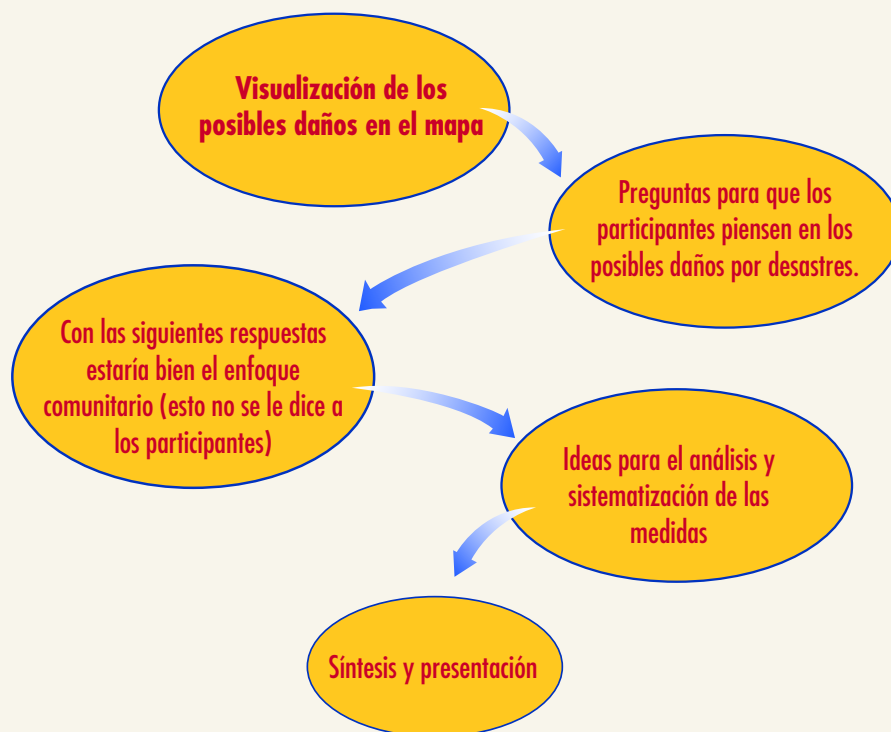 Visualización de los
posibles daños en el mapa
Preguntas para que los
participantes piensen en los
posibles daños por desastres.
Con las siguientes respuestas
estaría bien el enfoque
comunitario (esto no se le dice a
los participantes)
Ideas para el análisis y
sistematización de las
medidas
Síntesis y presentación